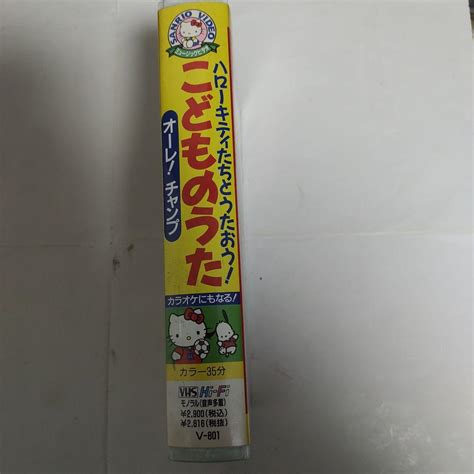 SANRIO VIDEO
ミュージックビデオ
ハローキティたちとうたおう!
こどものうた
オーレ!チャンプ
カラオケにもなる!
カラー35分
VHS Hi-Fi
モノラル(音声多重)
¥2,900(税込)
¥2,816(税抜)
V-801